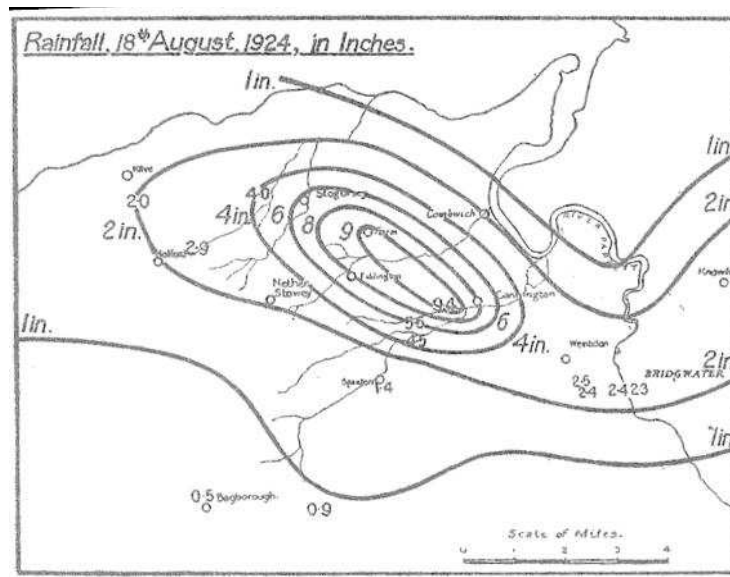 Rainfall, 18th August, 1924, in Inches.
1in.
1in.
Kilve
2.0
4.0
Stogursey
2in.
2in.
4in.
6
8
9
Combwich
RIVER
2.9
Holford
Fiddington
Nether
Stowey
Cannington
Knowle
9.4
5.6
4.5
6
4in.
1in.
Wembdon
2in.
BRIDGWATER
Spaxton
1.4
2.5
2.4
2.4 2.3
1in.
0.5 Bagborough.
0.9
Scale of Miles.
0 1 2 3 4